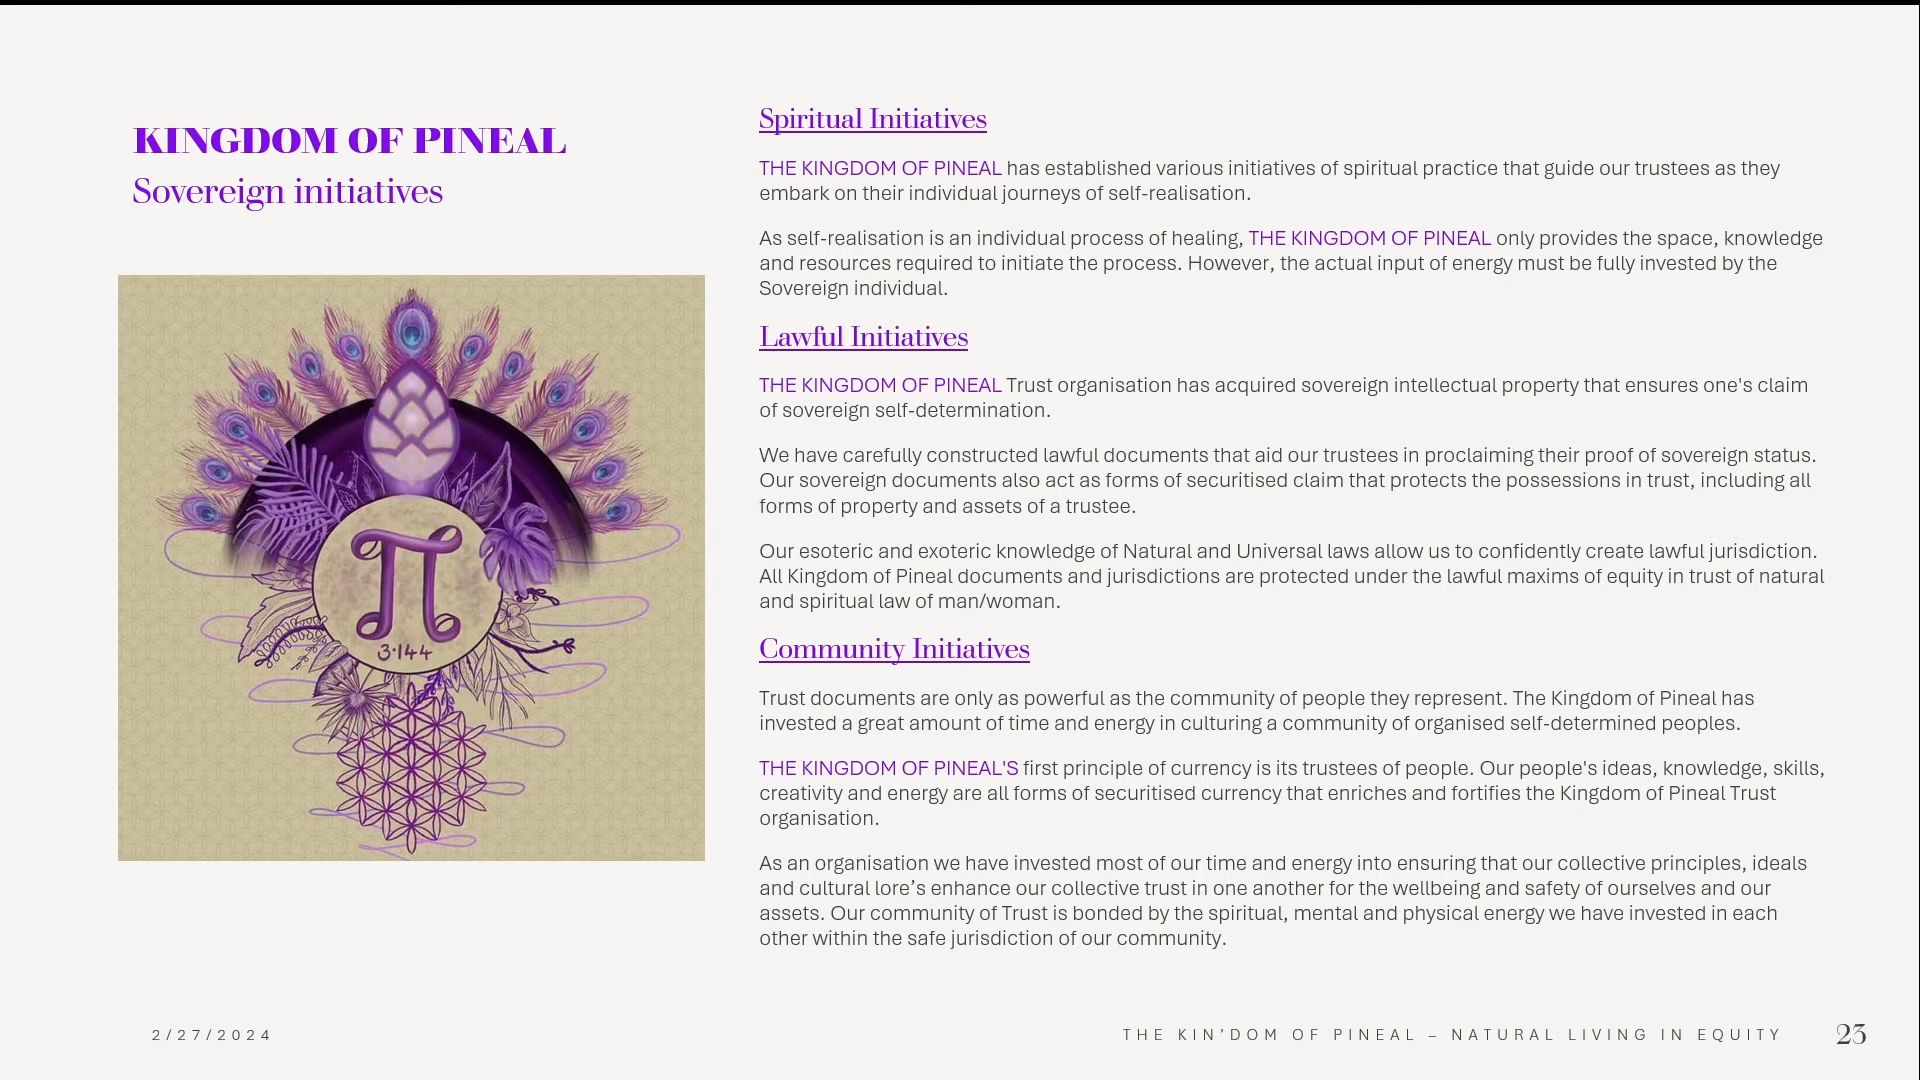 KINGDOM OF PINEAL
Sovereign initiatives
π
3·144
Spiritual Initiatives
THE KINGDOM OF PINEAL has established various initiatives of spiritual practice that guide our trustees as they
embark on their individual journeys of self-realisation.
As self-realisation is an individual process of healing, THE KINGDOM OF PINEAL only provides the space, knowledge
and resources required to initiate the process. However, the actual input of energy must be fully invested by the
Sovereign individual.
Lawful Initiatives
THE KINGDOM OF PINEAL Trust organisation has acquired sovereign intellectual property that ensures one's claim
of sovereign self-determination.
We have carefully constructed lawful documents that aid our trustees in proclaiming their proof of sovereign status.
Our sovereign documents also act as forms of securitised claim that protects the possessions in trust, including all
forms of property and assets of a trustee.
Our esoteric and exoteric knowledge of Natural and Universal laws allow us to confidently create lawful jurisdiction.
All Kingdom of Pineal documents and jurisdictions are protected under the lawful maxims of equity in trust of natural
and spiritual law of man/woman.
Community Initiatives
Trust documents are only as powerful as the community of people they represent. The Kingdom of Pineal has
invested a great amount of time and energy in culturing a community of organised self-determined peoples.
THE KINGDOM OF PINEAL'S first principle of currency is its trustees of people. Our people's ideas, knowledge, skills,
creativity and energy are all forms of securitised currency that enriches and fortifies the Kingdom of Pineal Trust
organisation.
As an organisation we have invested most of our time and energy into ensuring that our collective principles, ideals
and cultural lore’s enhance our collective trust in one another for the wellbeing and safety of ourselves and our
assets. Our community of Trust is bonded by the spiritual, mental and physical energy we have invested in each
other within the safe jurisdiction of our community.
2/27/2024
THE KIN’DOM OF PINEAL – NATURAL LIVING IN EQUITY
23